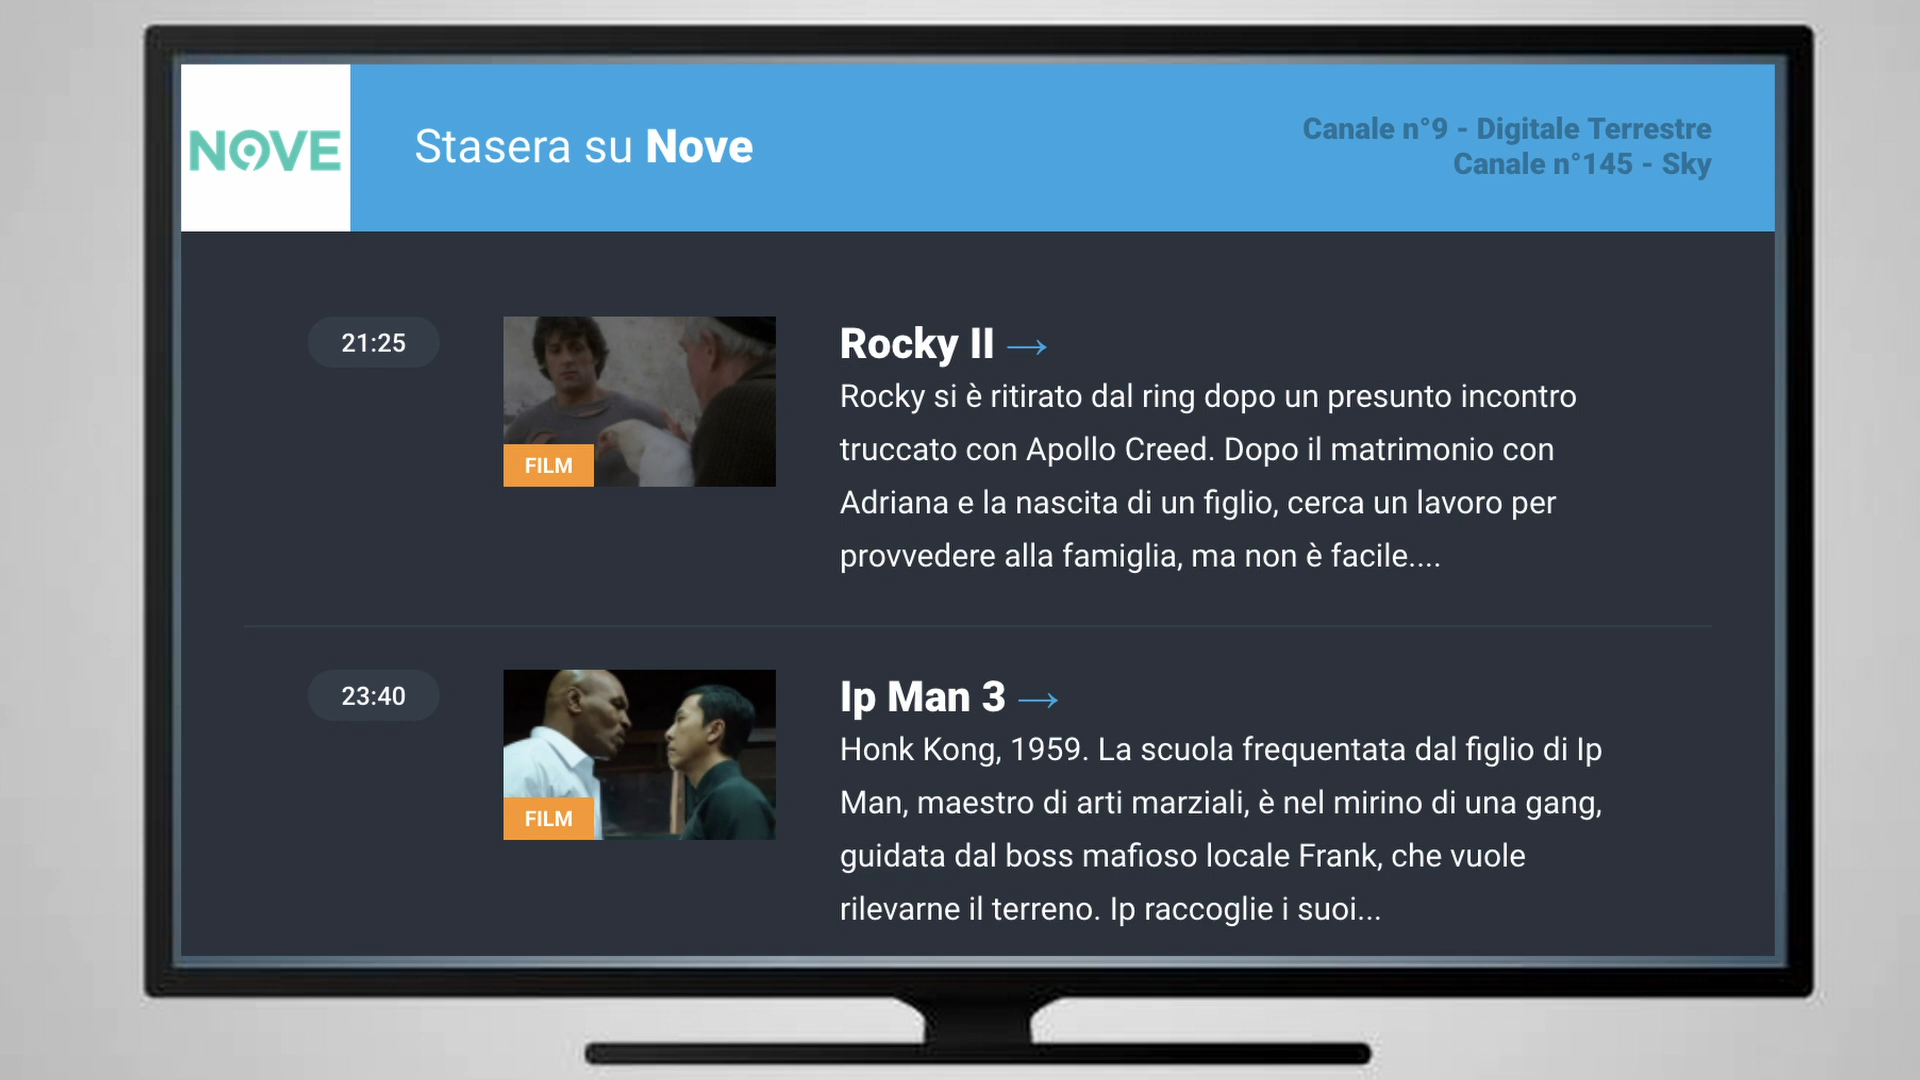 NOVE
Stasera su Nove
Canale n°9 - Digitale Terrestre
Canale n°145 - Sky
21:25
FILM
Rocky II →
Rocky si è ritirato dal ring dopo un presunto incontro
truccato con Apollo Creed. Dopo il matrimonio con
Adriana e la nascita di un figlio, cerca un lavoro per
provvedere alla famiglia, ma non è facile....
23:40
FILM
Ip Man 3 →
Honk Kong, 1959. La scuola frequentata dal figlio di Ip
Man, maestro di arti marziali, è nel mirino di una gang,
guidata dal boss mafioso locale Frank, che vuole
rilevarne il terreno. Ip raccoglie i suoi...